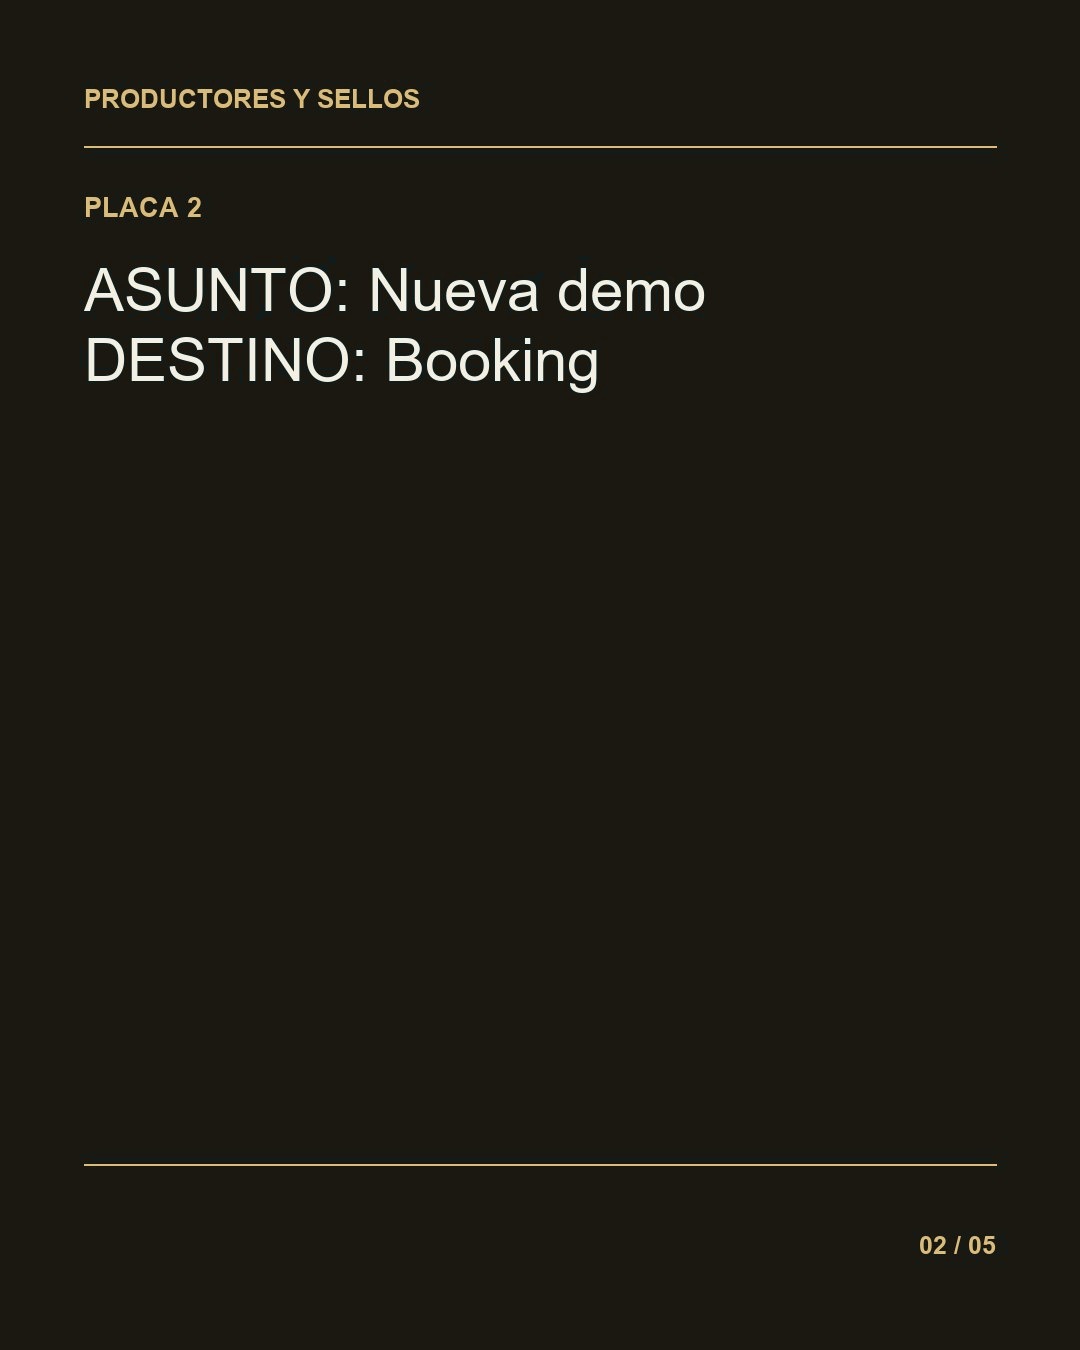 PRODUCTORES Y SELLOS
PLACA 2
ASUNTO: Nueva demo
DESTINO: Booking
02 / 05